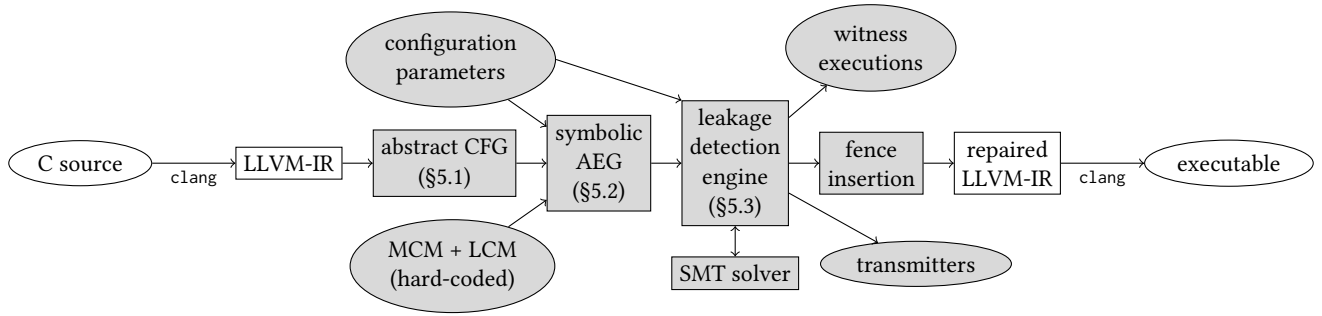 configuration
parameters
witness
executions
C source
clang
LLVM-IR
abstract CFG
(§5.1)
symbolic
AEG
(§5.2)
leakage
detection
engine
(§5.3)
fence
insertion
repaired
LLVM-IR
clang
executable
MCM + LCM
(hard-coded)
SMT solver
transmitters